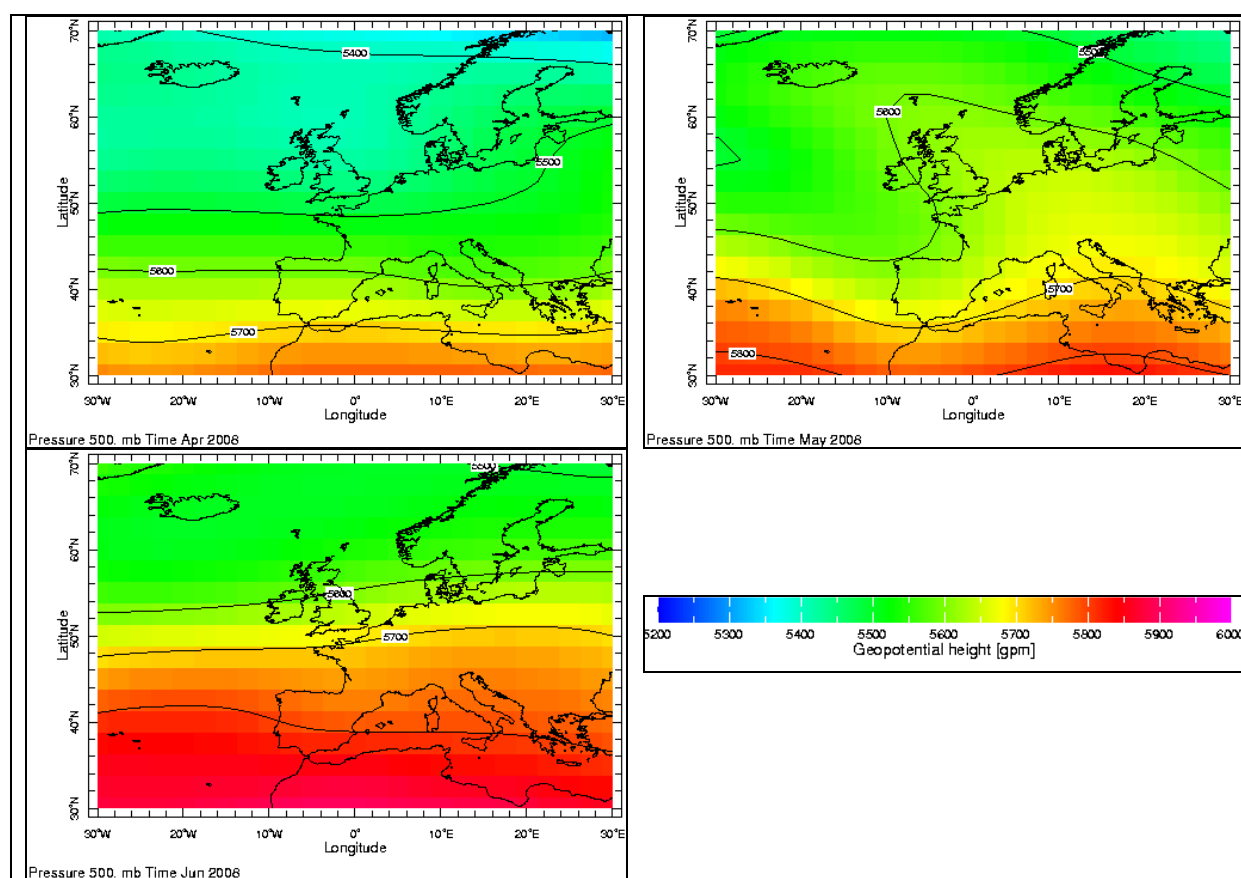 70°N
5400
60°N
5500
Latitude
50°N
5600
40°N
5700
30°N
30°W 20°W 10°W 0° 10°E 20°E 30°E
Longitude
Pressure 500. mb Time Apr 2008
70°N
5500
60°N
5600
Latitude
50°N
40°N
5700
5800
30°N
30°W 20°W 10°W 0° 10°E 20°E 30°E
Longitude
Pressure 500. mb Time May 2008
70°N
5500
60°N
5600
Latitude
50°N
5700
40°N
30°N
30°W 20°W 10°W 0° 10°E 20°E 30°E
Longitude
Pressure 500. mb Time Jun 2008
5200 5300 5400 5500 5600 5700 5800 5900 6000
Geopotential height [gpm]